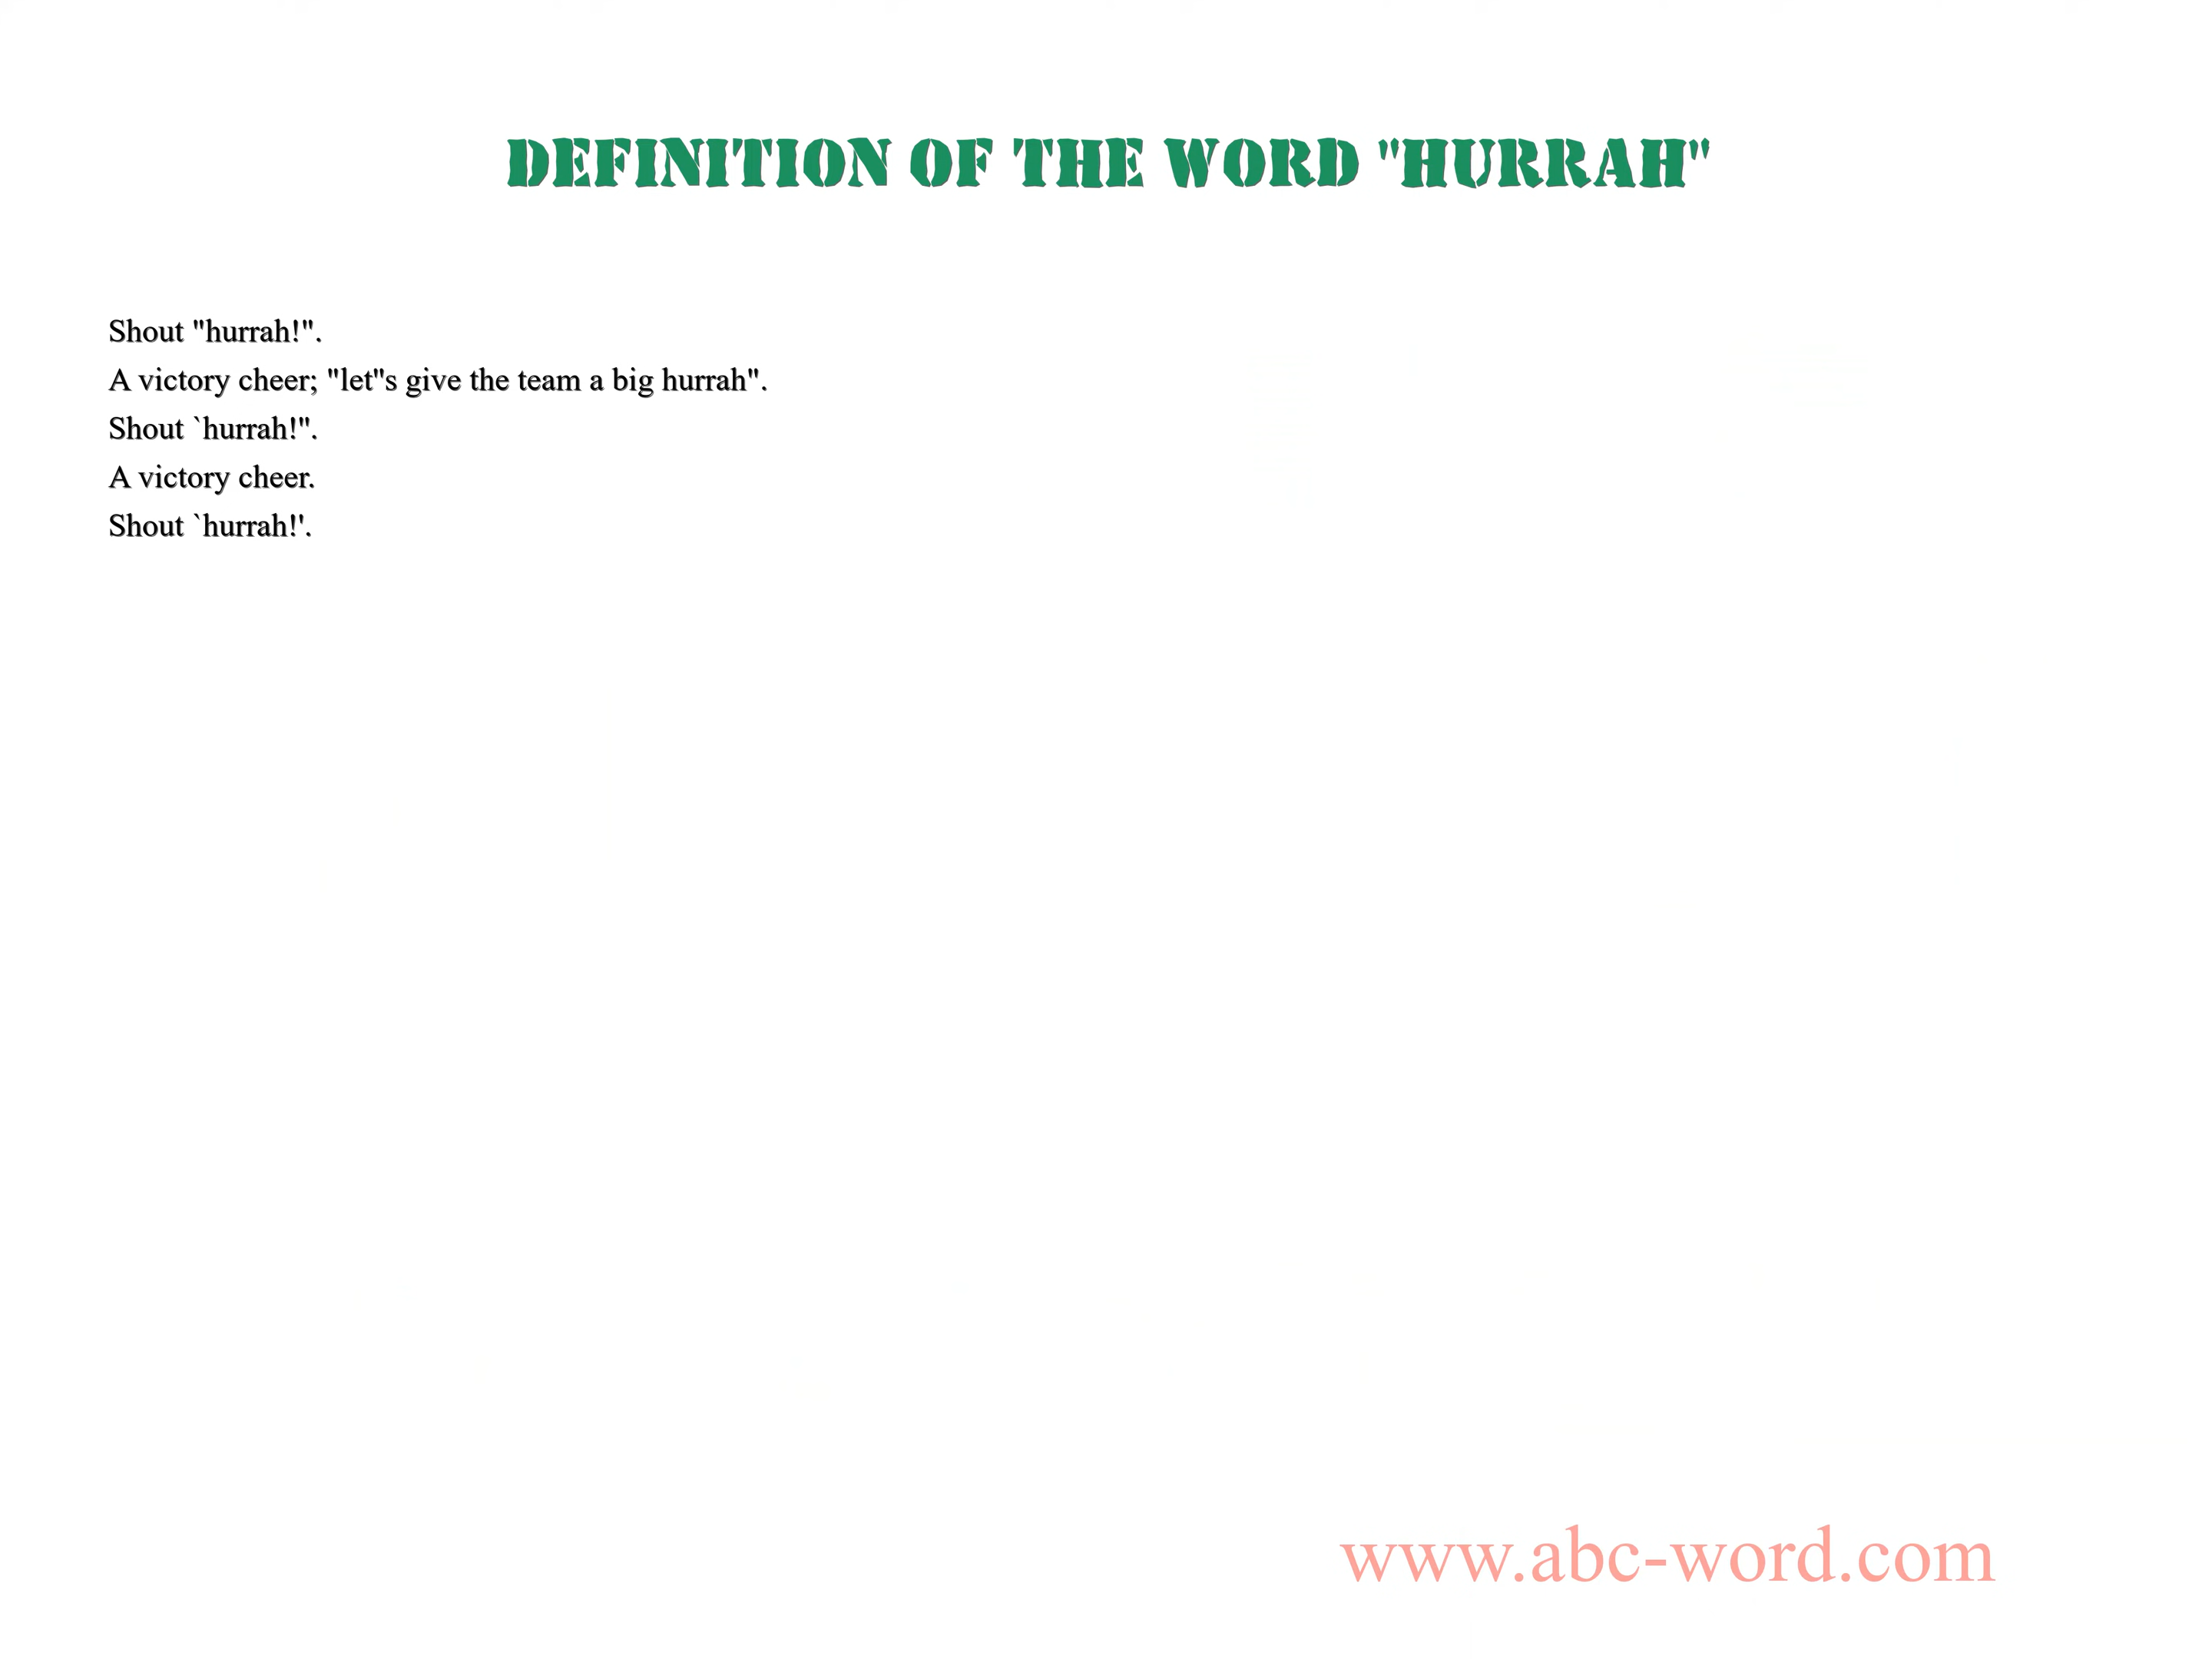 DEFINITION OF THE WORD "HURRAH"
Shout "hurrah!".
A victory cheer; "let"s give the team a big hurrah".
Shout `hurrah!".
A victory cheer.
Shout `hurrah!'.
www.abc-word.com